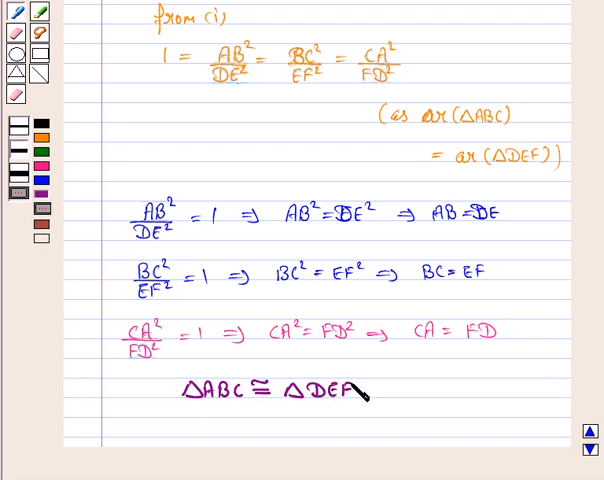 from (i)
1 = AB²/DE² = BC²/EF² = CA²/FD²
(as ar(△ABC)
= ar(△DEF))
AB²/DE² = 1 ⇒ AB² = DE² ⇒ AB = DE
BC²/EF² = 1 ⇒ BC² = EF² ⇒ BC = EF
CA²/FD² = 1 ⇒ CA² = FD² ⇒ CA = FD
△ABC ≅ △DEF